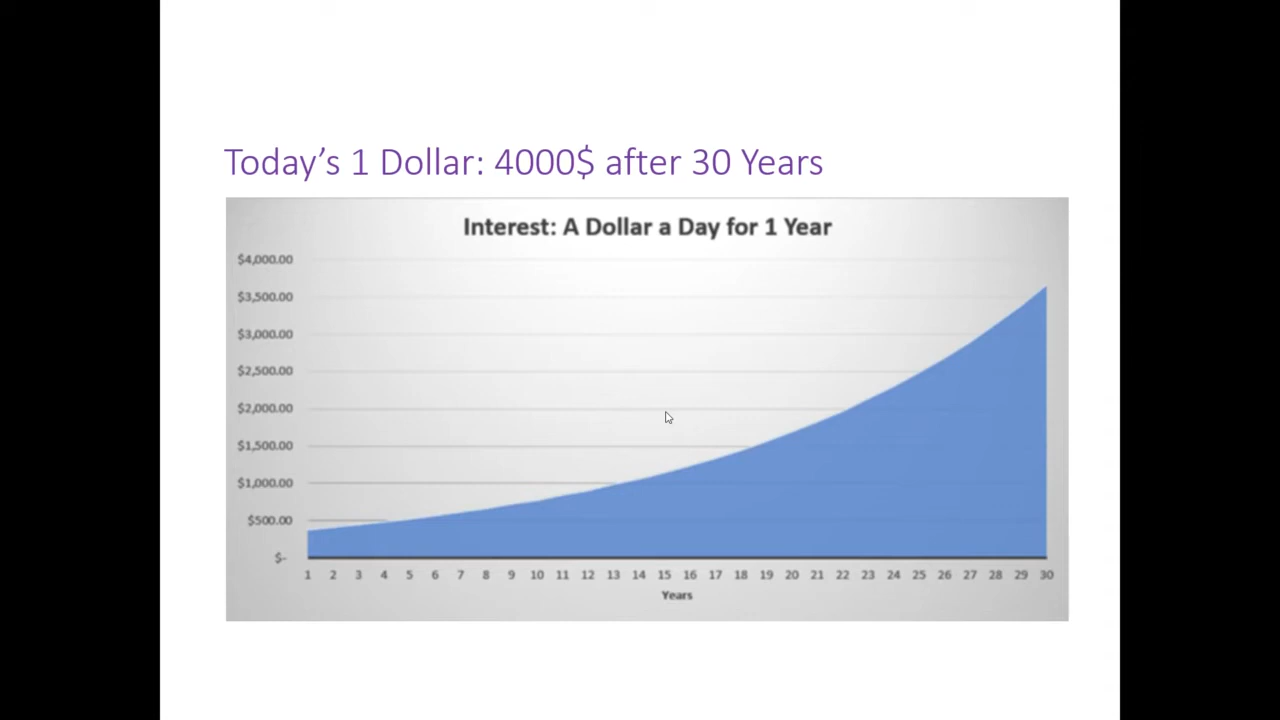 Today’s 1 Dollar: 4000$ after 30 Years
Interest: A Dollar a Day for 1 Year
$4,000.00
$3,500.00
$3,000.00
$2,500.00
$2,000.00
$1,500.00
$1,000.00
$500.00
$-
1 2 3 4 5 6 7 8 9 10 11 12 13 14 15 16 17 18 19 20 21 22 23 24 25 26 27 28 29 30
Years